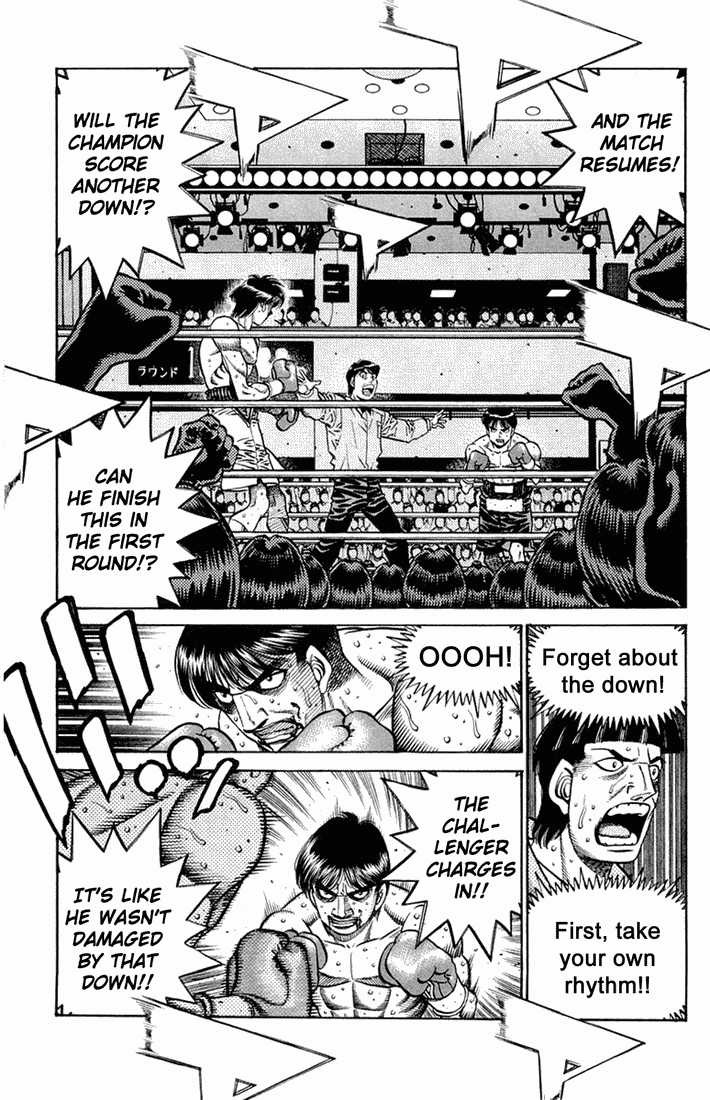 AND THE
MATCH
RESUMES!
WILL THE
CHAMPION
SCORE
ANOTHER
DOWN!?
ラウンド 1
CAN
HE FINISH
THIS IN
THE FIRST
ROUND!?
Forget about
the down!
First, take
your own
rhythm!!
OOOH!
THE
CHAL-
LENGER
CHARGES
IN!!
IT'S LIKE
HE WASN'T
DAMAGED
BY THAT
DOWN!!